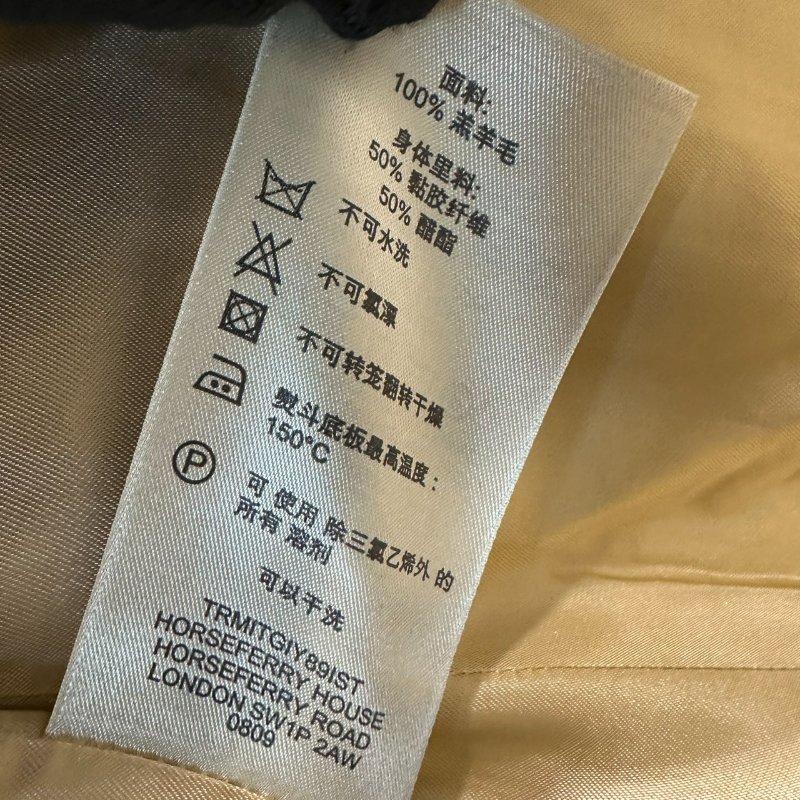 面料:
100% 羔羊毛
身体里料:
50% 黏胶纤维
50% 醋酯
不可水洗
不可氯漂
不可转笼翻转干燥
熨斗底板最高温度:
150°C
P
可 使用 除三氯乙烯外 的
所有 溶剂
可以干洗
TRMITGIY89IST
HORSEFERRY HOUSE
HORSEFERRY ROAD
LONDON SW1P 2AW
0809